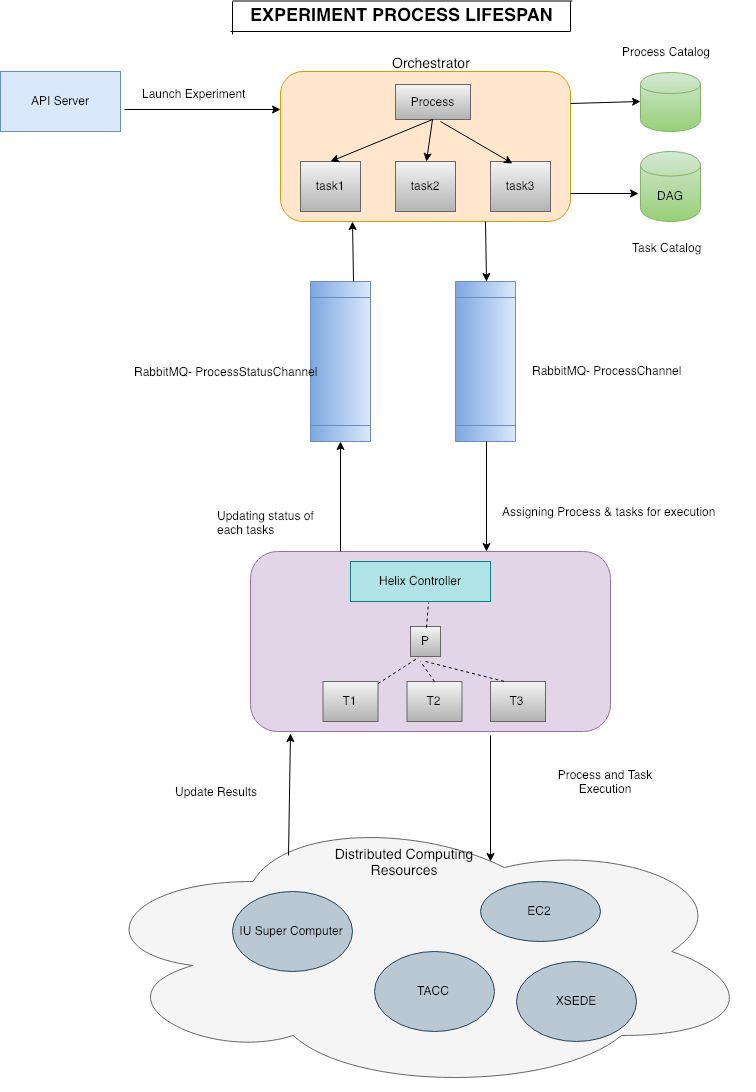 EXPERIMENT PROCESS LIFESPAN
Process Catalog
Orchestrator
API Server
Launch Experiment
Process
task1
task2
task3
DAG
Task Catalog
RabbitMQ- ProcessStatusChannel
RabbitMQ- ProcessChannel
Updating status of
each tasks
Assigning Process & tasks for execution
Helix Controller
P
T1
T2
T3
Update Results
Process and Task
Execution
Distributed Computing
Resources
IU Super Computer
EC2
TACC
XSEDE